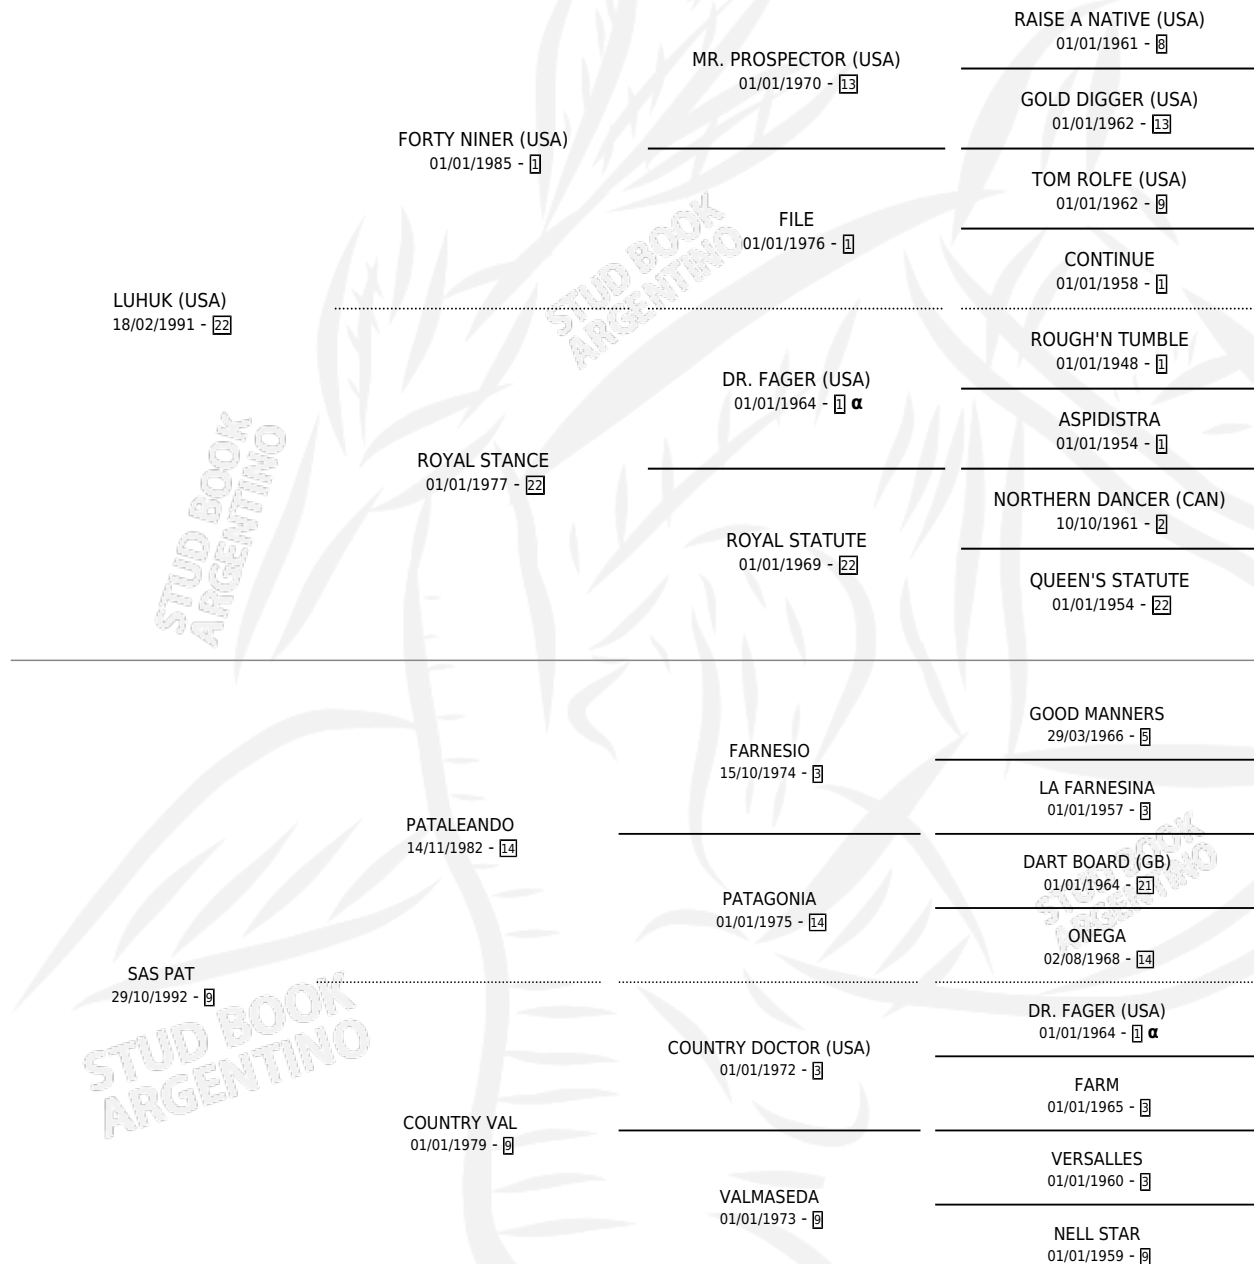 RAISE A NATIVE (USA)
01/01/1961 - 8
MR. PROSPECTOR (USA)
01/01/1970 - 13
GOLD DIGGER (USA)
01/01/1962 - 13
FORTY NINER (USA)
01/01/1985 - 1
TOM ROLFE (USA)
01/01/1962 - 9
FILE
01/01/1976 - 1
CONTINUE
01/01/1958 - 1
LUHUK (USA)
18/02/1991 - 22
ROUGH'N TUMBLE
01/01/1948 - 1
DR. FAGER (USA)
01/01/1964 - 1 α
ASPIDISTRA
01/01/1954 - 1
ROYAL STANCE
01/01/1977 - 22
NORTHERN DANCER (CAN)
10/10/1961 - 2
ROYAL STATUTE
01/01/1969 - 22
QUEEN'S STATUTE
01/01/1954 - 22
GOOD MANNERS
29/03/1966 - 5
FARNESIO
15/10/1974 - 3
LA FARNESINA
01/01/1957 - 3
PATALEANDO
14/11/1982 - 14
DART BOARD (GB)
01/01/1964 - 21
PATAGONIA
01/01/1975 - 14
ONEGA
02/08/1968 - 14
SAS PAT
29/10/1992 - 9
DR. FAGER (USA)
01/01/1964 - 1 α
COUNTRY DOCTOR (USA)
01/01/1972 - 3
FARM
01/01/1965 - 3
COUNTRY VAL
01/01/1979 - 9
VERSALLES
01/01/1960 - 3
VALMASEDA
01/01/1973 - 9
NELL STAR
01/01/1959 - 9
STUD BOOK
ARGENTINO
STUD BOOK
ARGENTINO
STUD BOOK
ARGENTINO
STUD BOOK
ARGENTINO